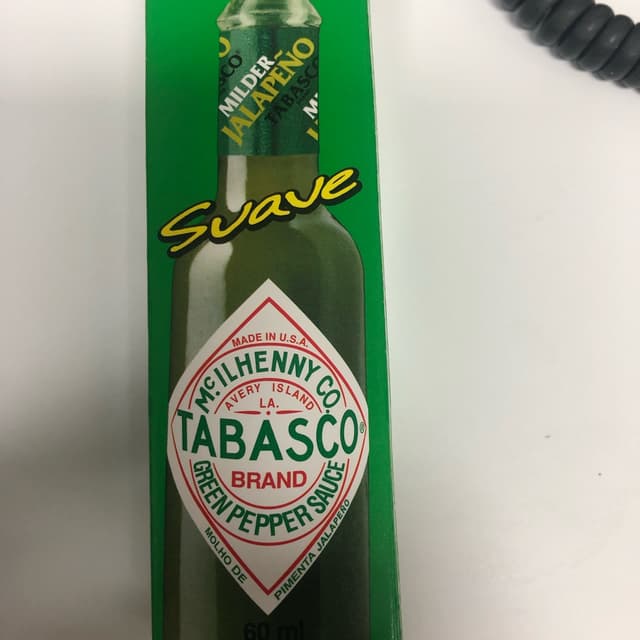 MILDER-
JALAPEÑO
TABASCO
Suave
MADE IN U.S.A.
McILHENNY CO.
AVERY ISLAND
LA.
TABASCO®
BRAND
GREEN PEPPER SAUCE
MOLHO DE
PIMENTA JALAPEÑO
60 ml